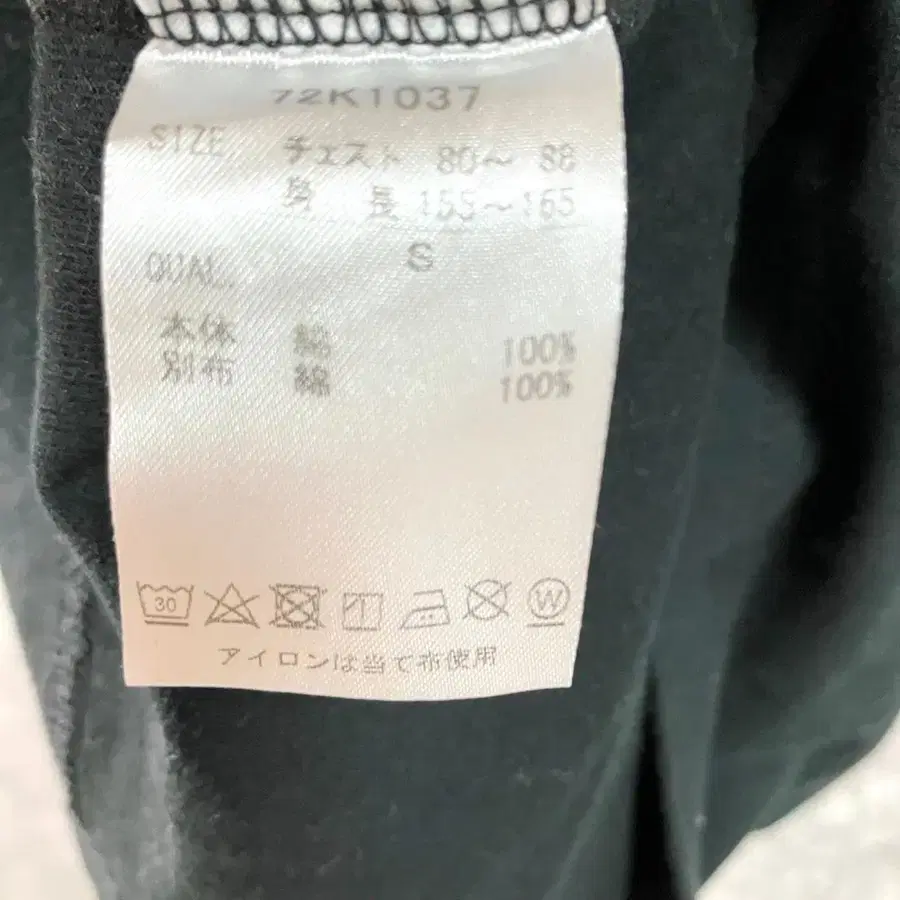 72K1037
SIZE チェスト 80～ 88
身 長 155～165
S
QUAL.
本体 綿 100%
別布 綿 100%
30 W
アイロンは当て布使用